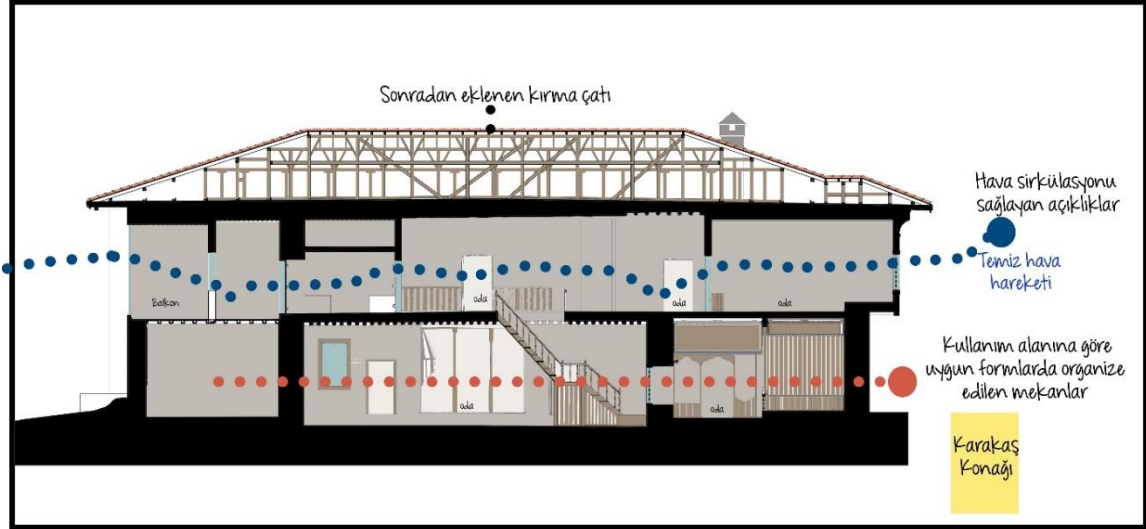 Sonradan eklenen kırma çatı
Hava sirkülasyonu
sağlayan açıklıklar
Temiz hava
hareketi
Balkon
oda
oda
oda
Kullanım alanına göre
uygun formlarda organize
edilen mekanlar
oda
oda
Karakaş
Konağı